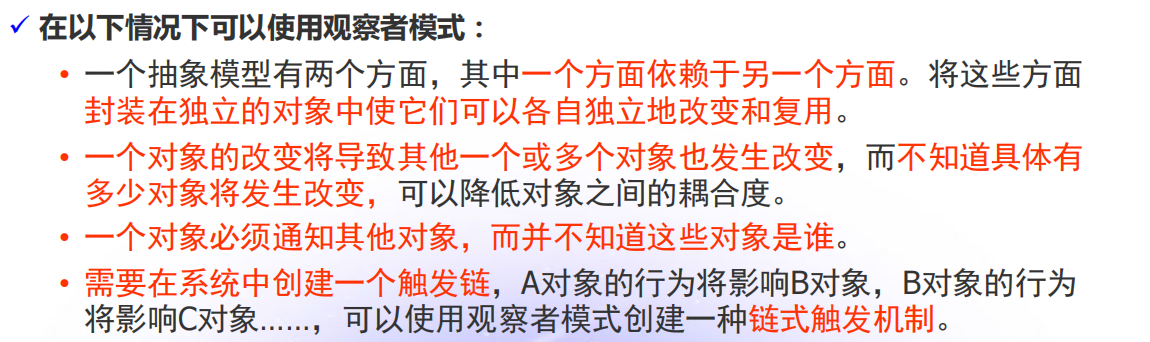 ✓ 在以下情况下可以使用观察者模式：
• 一个抽象模型有两个方面，其中一个方面依赖于另一个方面。将这些方面
封装在独立的对象中使它们可以各自独立地改变和复用。
• 一个对象的改变将导致其他一个或多个对象也发生改变，而不知道具体有
多少对象将发生改变，可以降低对象之间的耦合度。
• 一个对象必须通知其他对象，而并不知道这些对象是谁。
• 需要在系统中创建一个触发链，A对象的行为将影响B对象，B对象的行为
将影响C对象……，可以使用观察者模式创建一种链式触发机制。